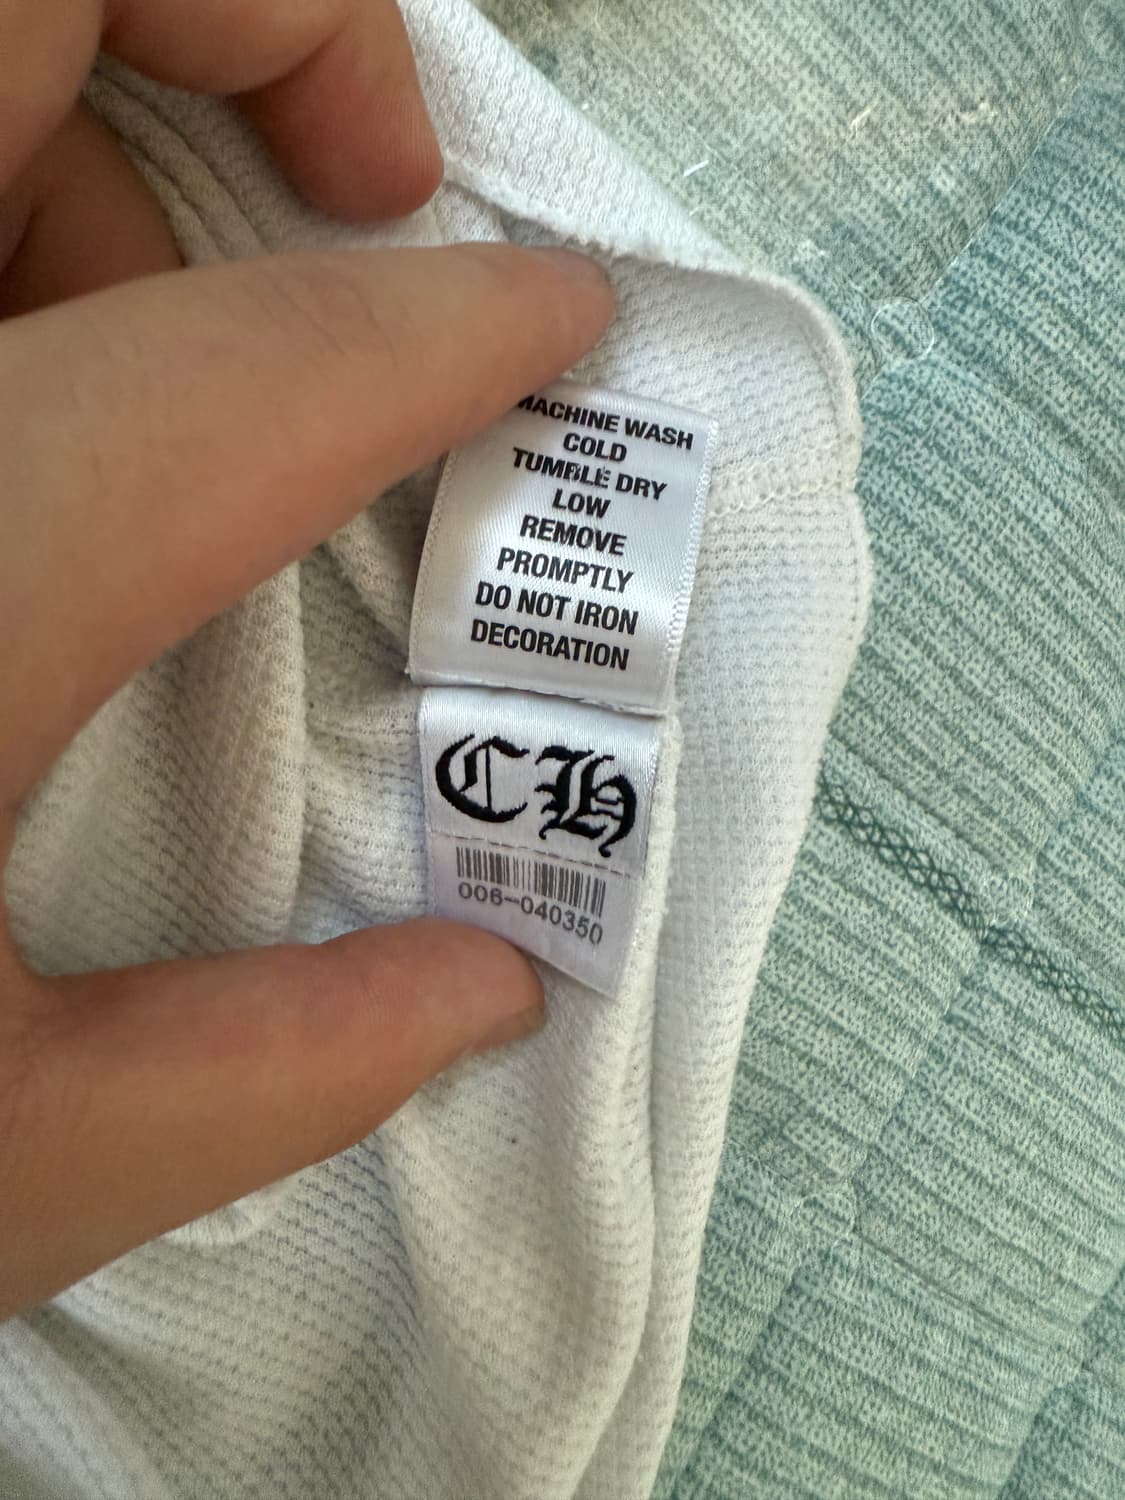 MACHINE WASH
COLD
TUMBLE DRY
LOW
REMOVE
PROMPTLY
DO NOT IRON
DECORATION
CH
006-040350